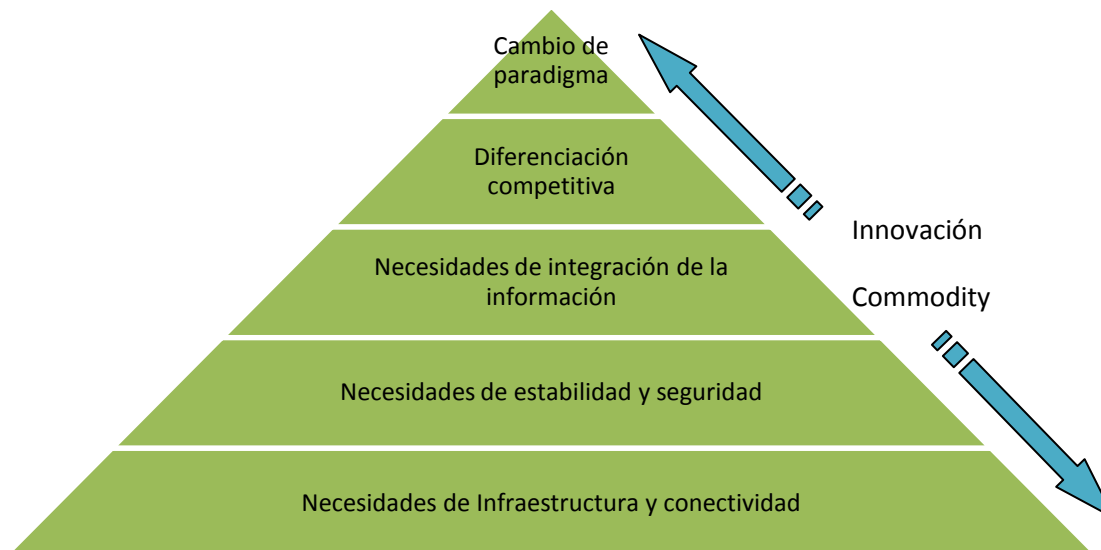 Cambio de
paradigma
Diferenciación
competitiva
Innovación
Necesidades de integración de la
información
Commodity
Necesidades de estabilidad y seguridad
Necesidades de Infraestructura y conectividad